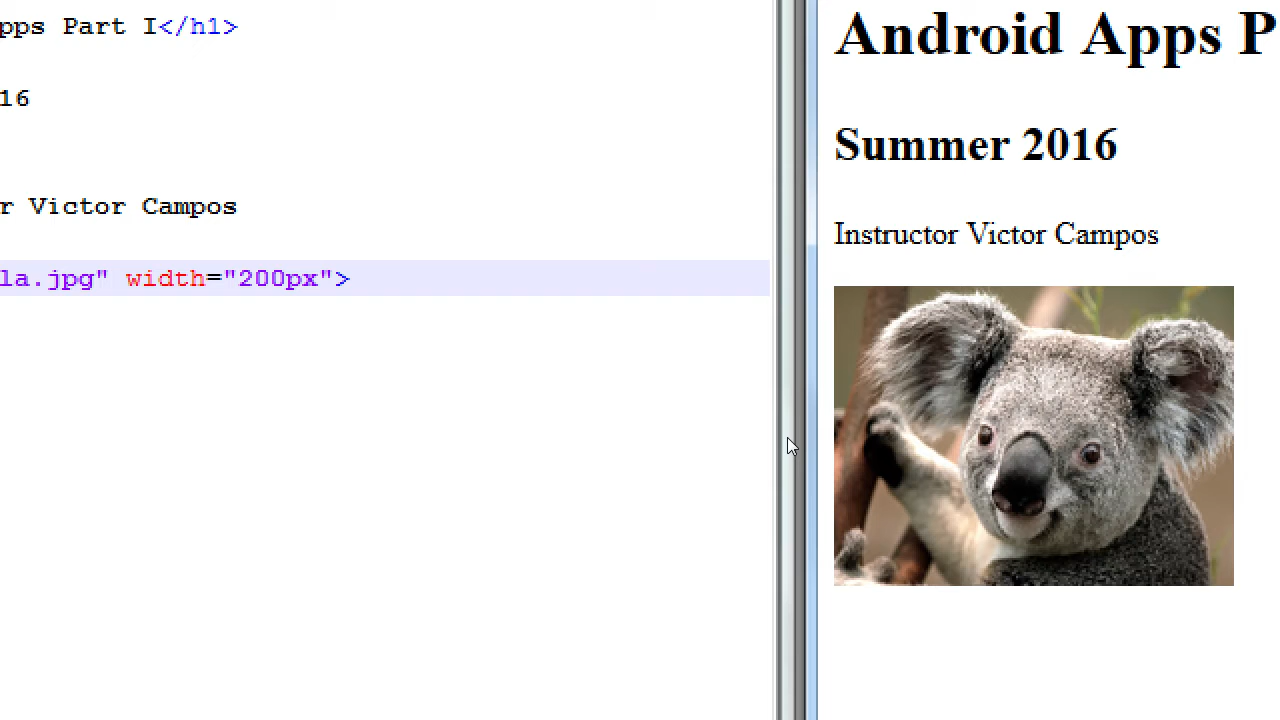 pps Part I</h1>
16
r Victor Campos
la.jpg" width="200px">
Android Apps P
Summer 2016
Instructor Victor Campos